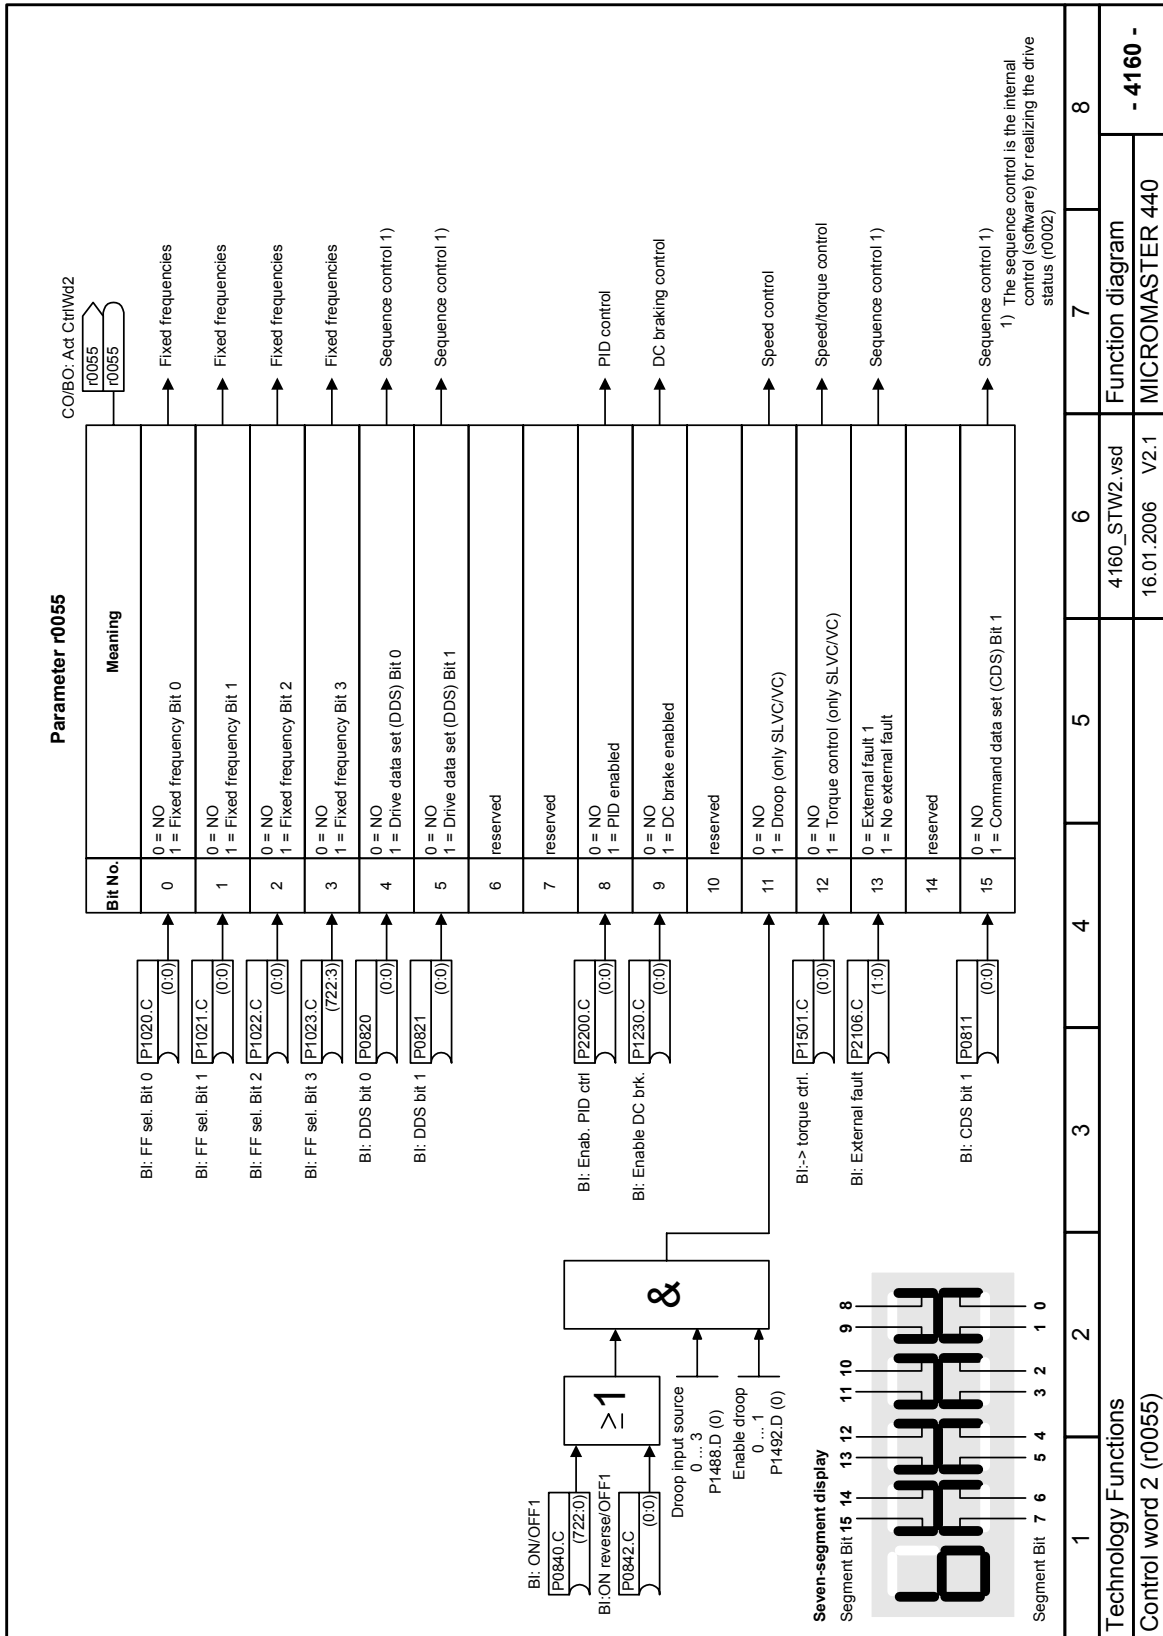 Parameter r0055
CO/BO: Act CtrlWd2
r0055
r0055
Bit No.
Meaning
BI: FF sel. Bit 0
P1020.C
(0:0)
0
0 = NO
1 = Fixed frequency Bit 0
Fixed frequencies
BI: FF sel. Bit 1
P1021.C
(0:0)
1
0 = NO
1 = Fixed frequency Bit 1
Fixed frequencies
BI: FF sel. Bit 2
P1022.C
(0:0)
2
0 = NO
1 = Fixed frequency Bit 2
Fixed frequencies
BI: FF sel. Bit 3
P1023.C
(722:3)
3
0 = NO
1 = Fixed frequency Bit 3
Fixed frequencies
BI: DDS bit 0
P0820
(0:0)
4
0 = NO
1 = Drive data set (DDS) Bit 0
Sequence control 1)
BI: DDS bit 1
P0821
(0:0)
5
0 = NO
1 = Drive data set (DDS) Bit 1
Sequence control 1)
6
reserved
7
reserved
BI: Enab. PID ctrl
P2200.C
(0:0)
8
0 = NO
1 = PID enabled
PID control
BI: Enable DC brk.
P1230.C
(0:0)
9
0 = NO
1 = DC brake enabled
DC braking control
10
reserved
BI: ON/OFF1
P0840.C
(722:0)
BI:ON reverse/OFF1
P0842.C
(0:0)
≥1
&
Droop input source
0 ... 3
P1488.D (0)
Enable droop
0 ... 1
P1492.D (0)
11
0 = NO
1 = Droop (only SLVC/VC)
Speed control
BI:-> torque ctrl.
P1501.C
(0:0)
12
0 = NO
1 = Torque control (only SLVC/VC)
Speed/torque control
BI: External fault
P2106.C
(1:0)
13
0 = External fault 1
1 = No external fault
Sequence control 1)
14
reserved
BI: CDS bit 1
P0811
(0:0)
15
0 = NO
1 = Command data set (CDS) Bit 1
Sequence control 1)
1) The sequence control is the internal
control (software) for realizing the drive
status (r0002)
Seven-segment display
Segment Bit 15 14 13 12 11 10 9 8
Segment Bit 7 6 5 4 3 2 1 0
1 2 3 4 5 6 7 8
Technology Functions
4160_STW2.vsd
Function diagram
- 4160 -
Control word 2 (r0055)
16.01.2006 V2.1
MICROMASTER 440